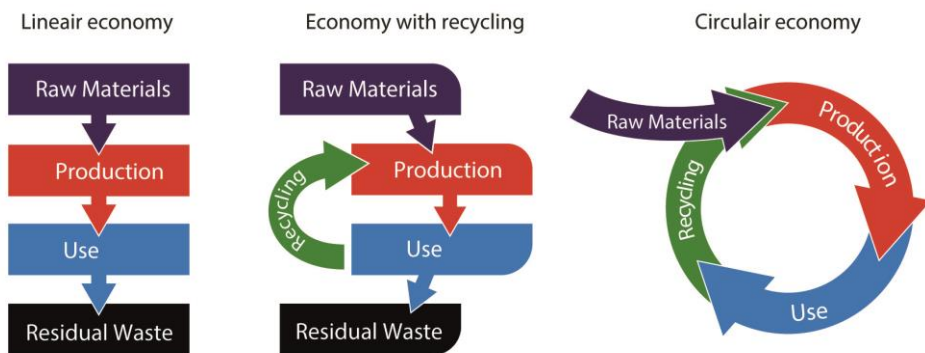 Lineair economy
Raw Materials
Production
Use
Residual Waste
Economy with recycling
Raw Materials
Production
Recycling
Use
Residual Waste
Circulair economy
Raw Materials
Production
Recycling
Use